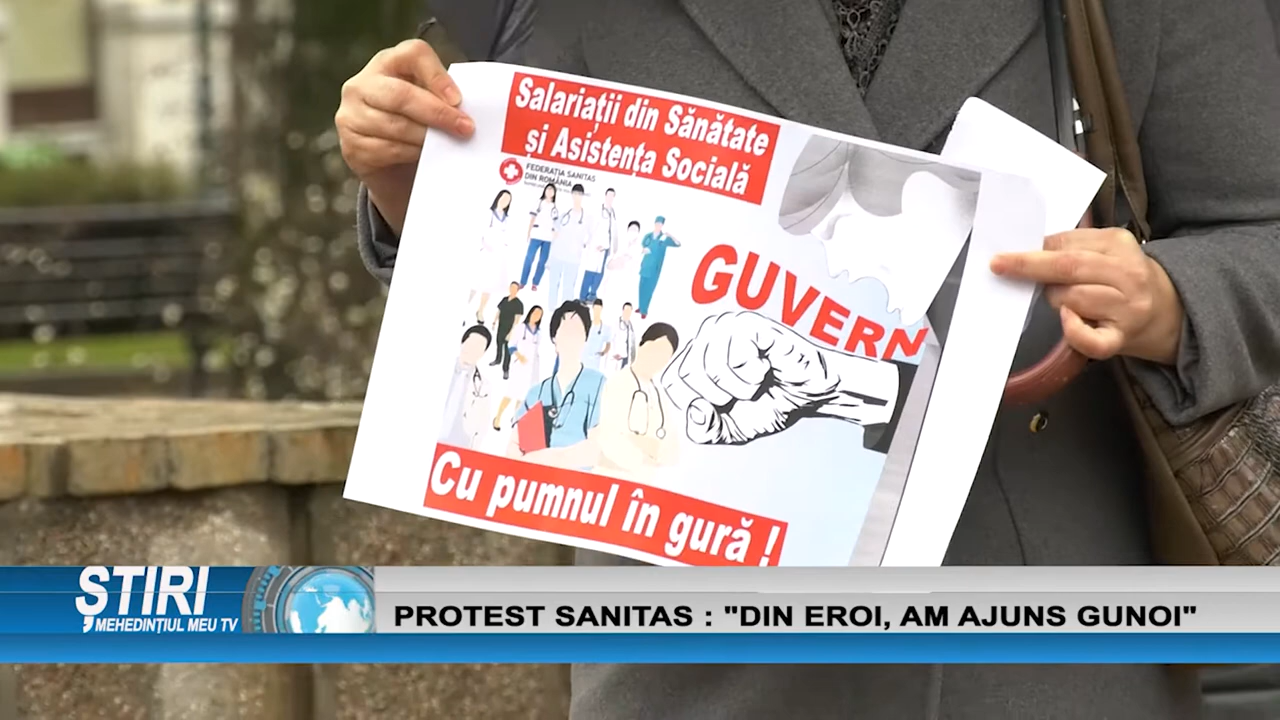 Salariații din Sănătate
și Asistența Socială
FEDERAȚIA SANITAS
DIN ROMÂNIA
GUVERN
Cu pumnul în gură !
ȘTIRI
MEHEDINȚIUL MEU TV
PROTEST SANITAS : "DIN EROI, AM AJUNS GUNOI"